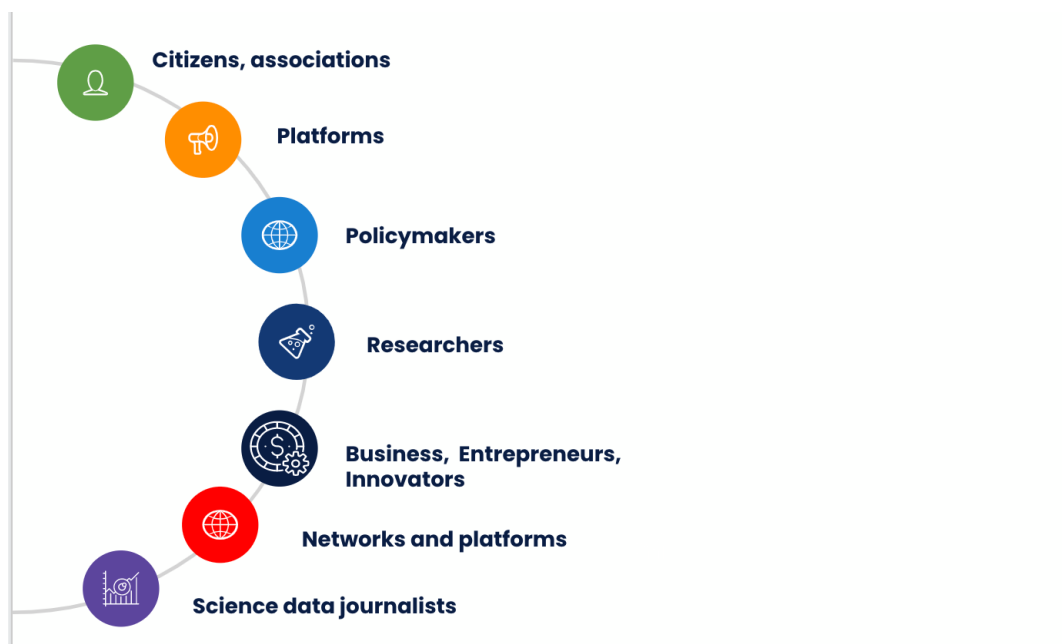 Citizens, associations
Platforms
Policymakers
Researchers
Business, Entrepreneurs,
Innovators
Networks and platforms
Science data journalists